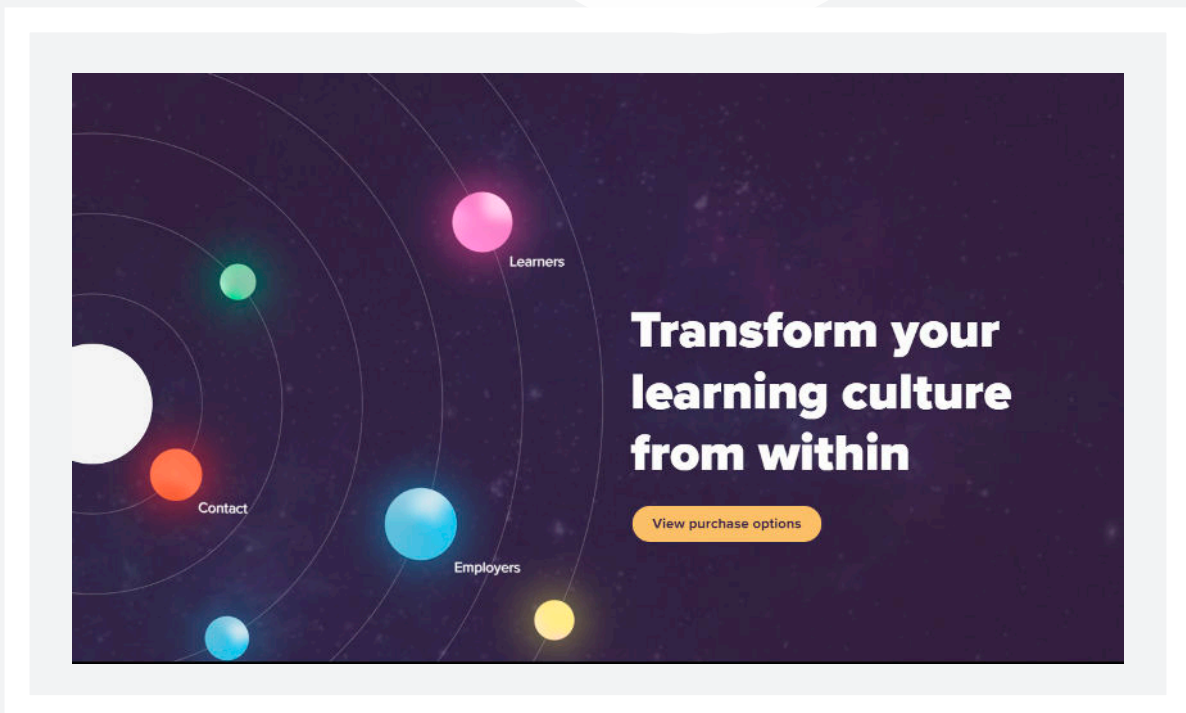 Learners
Transform your
learning culture
from within
Contact
View purchase options
Employers